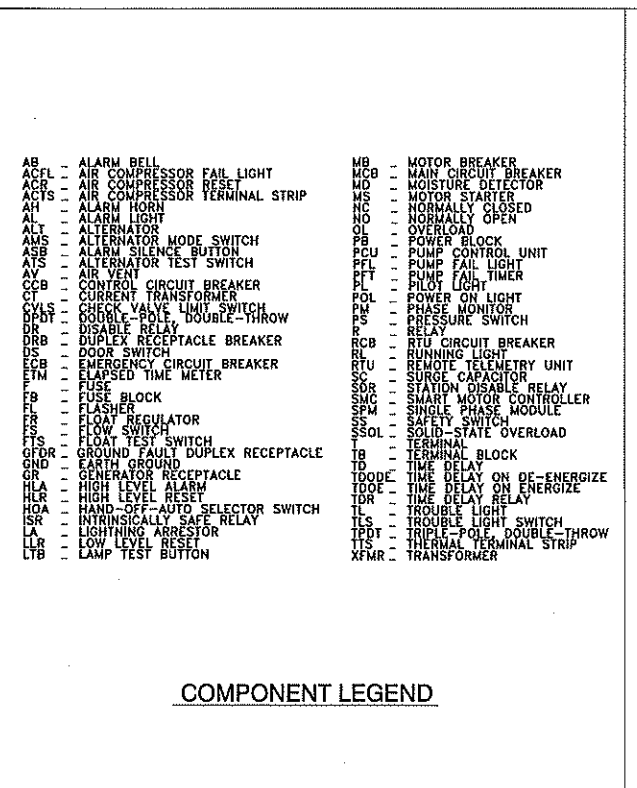 AB - ALARM BELL
ACFL - AIR COMPRESSOR FAIL LIGHT
ACR - AIR COMPRESSOR RESET
ACTS - AIR COMPRESSOR TERMINAL STRIP
AH - ALARM HORN
AL - ALARM LIGHT
ALT - ALTERNATOR
AMS - ALTERNATOR MODE SWITCH
ASB - ALARM SILENCE BUTTON
ATS - ALTERNATOR TEST SWITCH
AV - AIR VENT
CCB - CONTROL CIRCUIT BREAKER
CT - CURRENT TRANSFORMER
CVLS - CHECK VALVE LIMIT SWITCH
DPDT - DOUBLE-POLE, DOUBLE-THROW
DR - DISABLE RELAY
DRB - DUPLEX RECEPTACLE BREAKER
DS - DOOR SWITCH
ECB - EMERGENCY CIRCUIT BREAKER
ETM - ELAPSED TIME METER
F - FUSE
FB - FUSE BLOCK
FL - FLASHER
FR - FLOAT REGULATOR
FS - FLOW SWITCH
FTS - FLOAT TEST SWITCH
GFDR - GROUND FAULT DUPLEX RECEPTACLE
GND - EARTH GROUND
GR - GENERATOR RECEPTACLE
HLA - HIGH LEVEL ALARM
HLR - HIGH LEVEL RESET
HOA - HAND-OFF-AUTO SELECTOR SWITCH
ISR - INTRINSICALLY SAFE RELAY
LA - LIGHTNING ARRESTOR
LLR - LOW LEVEL RESET
LTB - LAMP TEST BUTTON
MB - MOTOR BREAKER
MCB - MAIN CIRCUIT BREAKER
MD - MOISTURE DETECTOR
MS - MOTOR STARTER
NC - NORMALLY CLOSED
NO - NORMALLY OPEN
OL - OVERLOAD
PB - POWER BLOCK
PCU - PUMP CONTROL UNIT
PFL - PUMP FAIL LIGHT
PFT - PUMP FAIL TIMER
PL - PILOT LIGHT
POL - POWER ON LIGHT
PM - PHASE MONITOR
PS - PRESSURE SWITCH
R - RELAY
RCB - RTU CIRCUIT BREAKER
RL - RUNNING LIGHT
RTU - REMOTE TELEMETRY UNIT
SC - SURGE CAPACITOR
SDR - STATION DISABLE RELAY
SMC - SMART MOTOR CONTROLLER
SPM - SINGLE PHASE MODULE
SS - SAFETY SWITCH
SSOL - SOLID-STATE OVERLOAD
T - TERMINAL
TB - TERMINAL BLOCK
TD - TIME DELAY
TDODE - TIME DELAY ON DE-ENERGIZE
TDOE - TIME DELAY ON ENERGIZE
TDR - TIME DELAY RELAY
TL - TROUBLE LIGHT
TLS - TROUBLE LIGHT SWITCH
TPDT - TRIPLE-POLE, DOUBLE-THROW
TTS - THERMAL TERMINAL STRIP
XFMR - TRANSFORMER
COMPONENT LEGEND